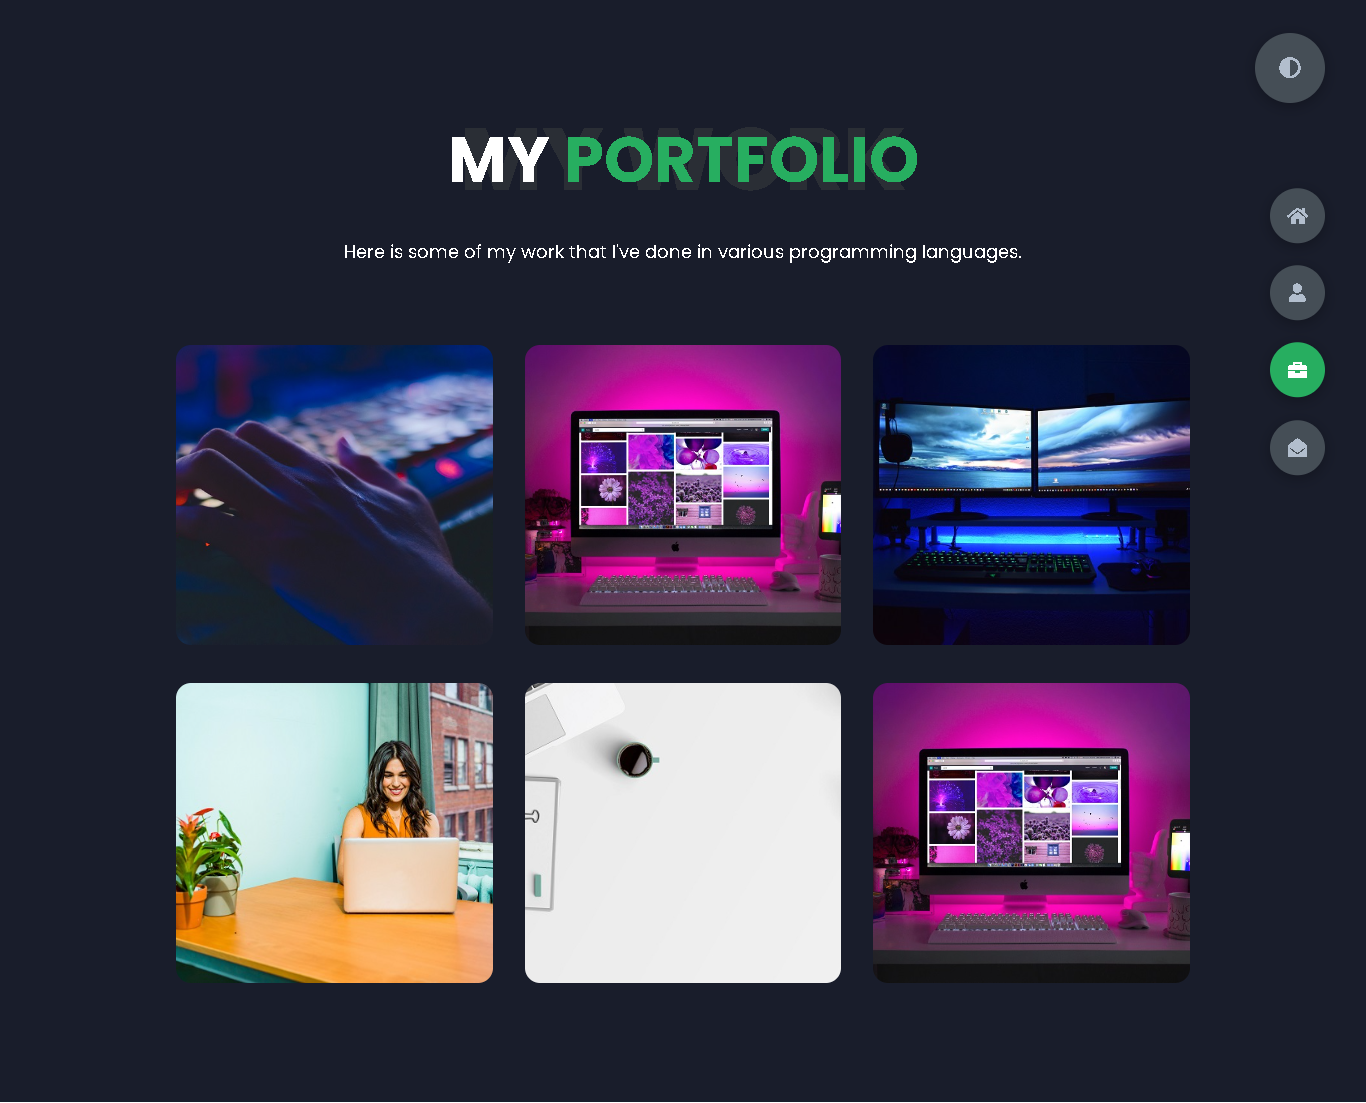 MY WORK
MY PORTFOLIO
Here is some of my work that I've done in various programming languages.